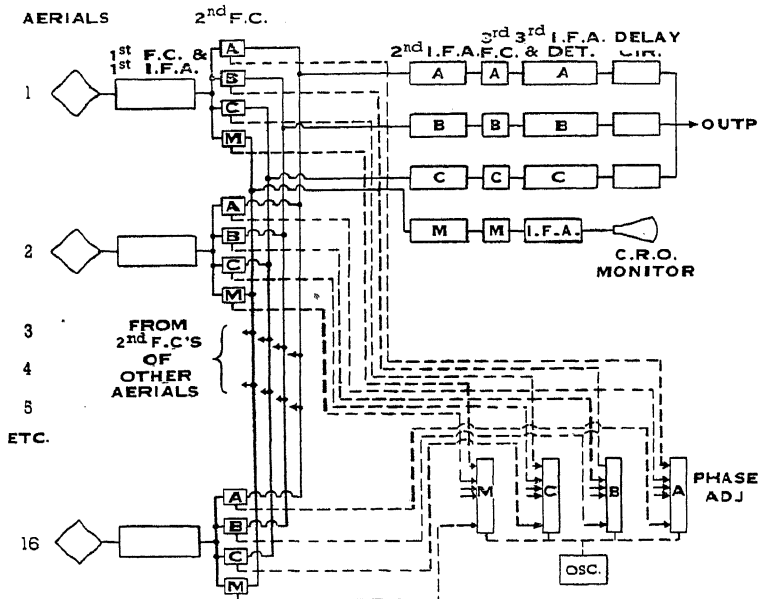 AERIALS
2nd F.C.
1st F.C. &
1st I.F.A.
2nd I.F.A.
3rd
F.C.
3rd I.F.A.
& DET.
DELAY
CIR.
1
A
B
C
M
A A A
B B B
C C C
M M I.F.A.
OUTP
C.R.O.
MONITOR
2
A
B
C
M
3
4
5
ETC.
FROM
2nd F.C'S
OF
OTHER
AERIALS
16
A
B
C
M
M C B A
PHASE
ADJ
OSC.